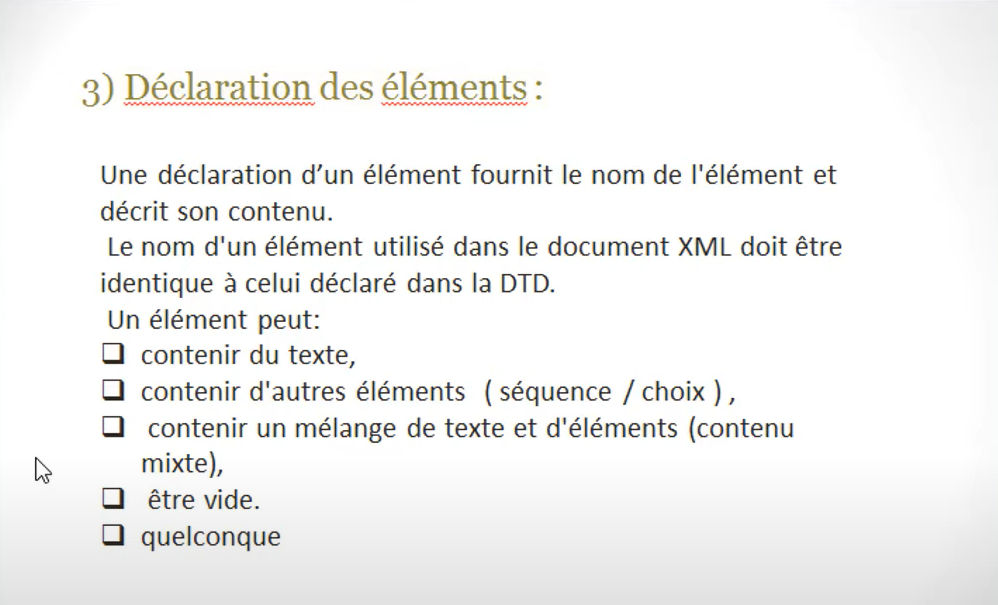 3) Déclaration des éléments :
Une déclaration d’un élément fournit le nom de l'élément et
décrit son contenu.
Le nom d'un élément utilisé dans le document XML doit être
identique à celui déclaré dans la DTD.
Un élément peut:
❑ contenir du texte,
❑ contenir d'autres éléments ( séquence / choix ) ,
❑ contenir un mélange de texte et d'éléments (contenu
mixte),
❑ être vide.
❑ quelconque